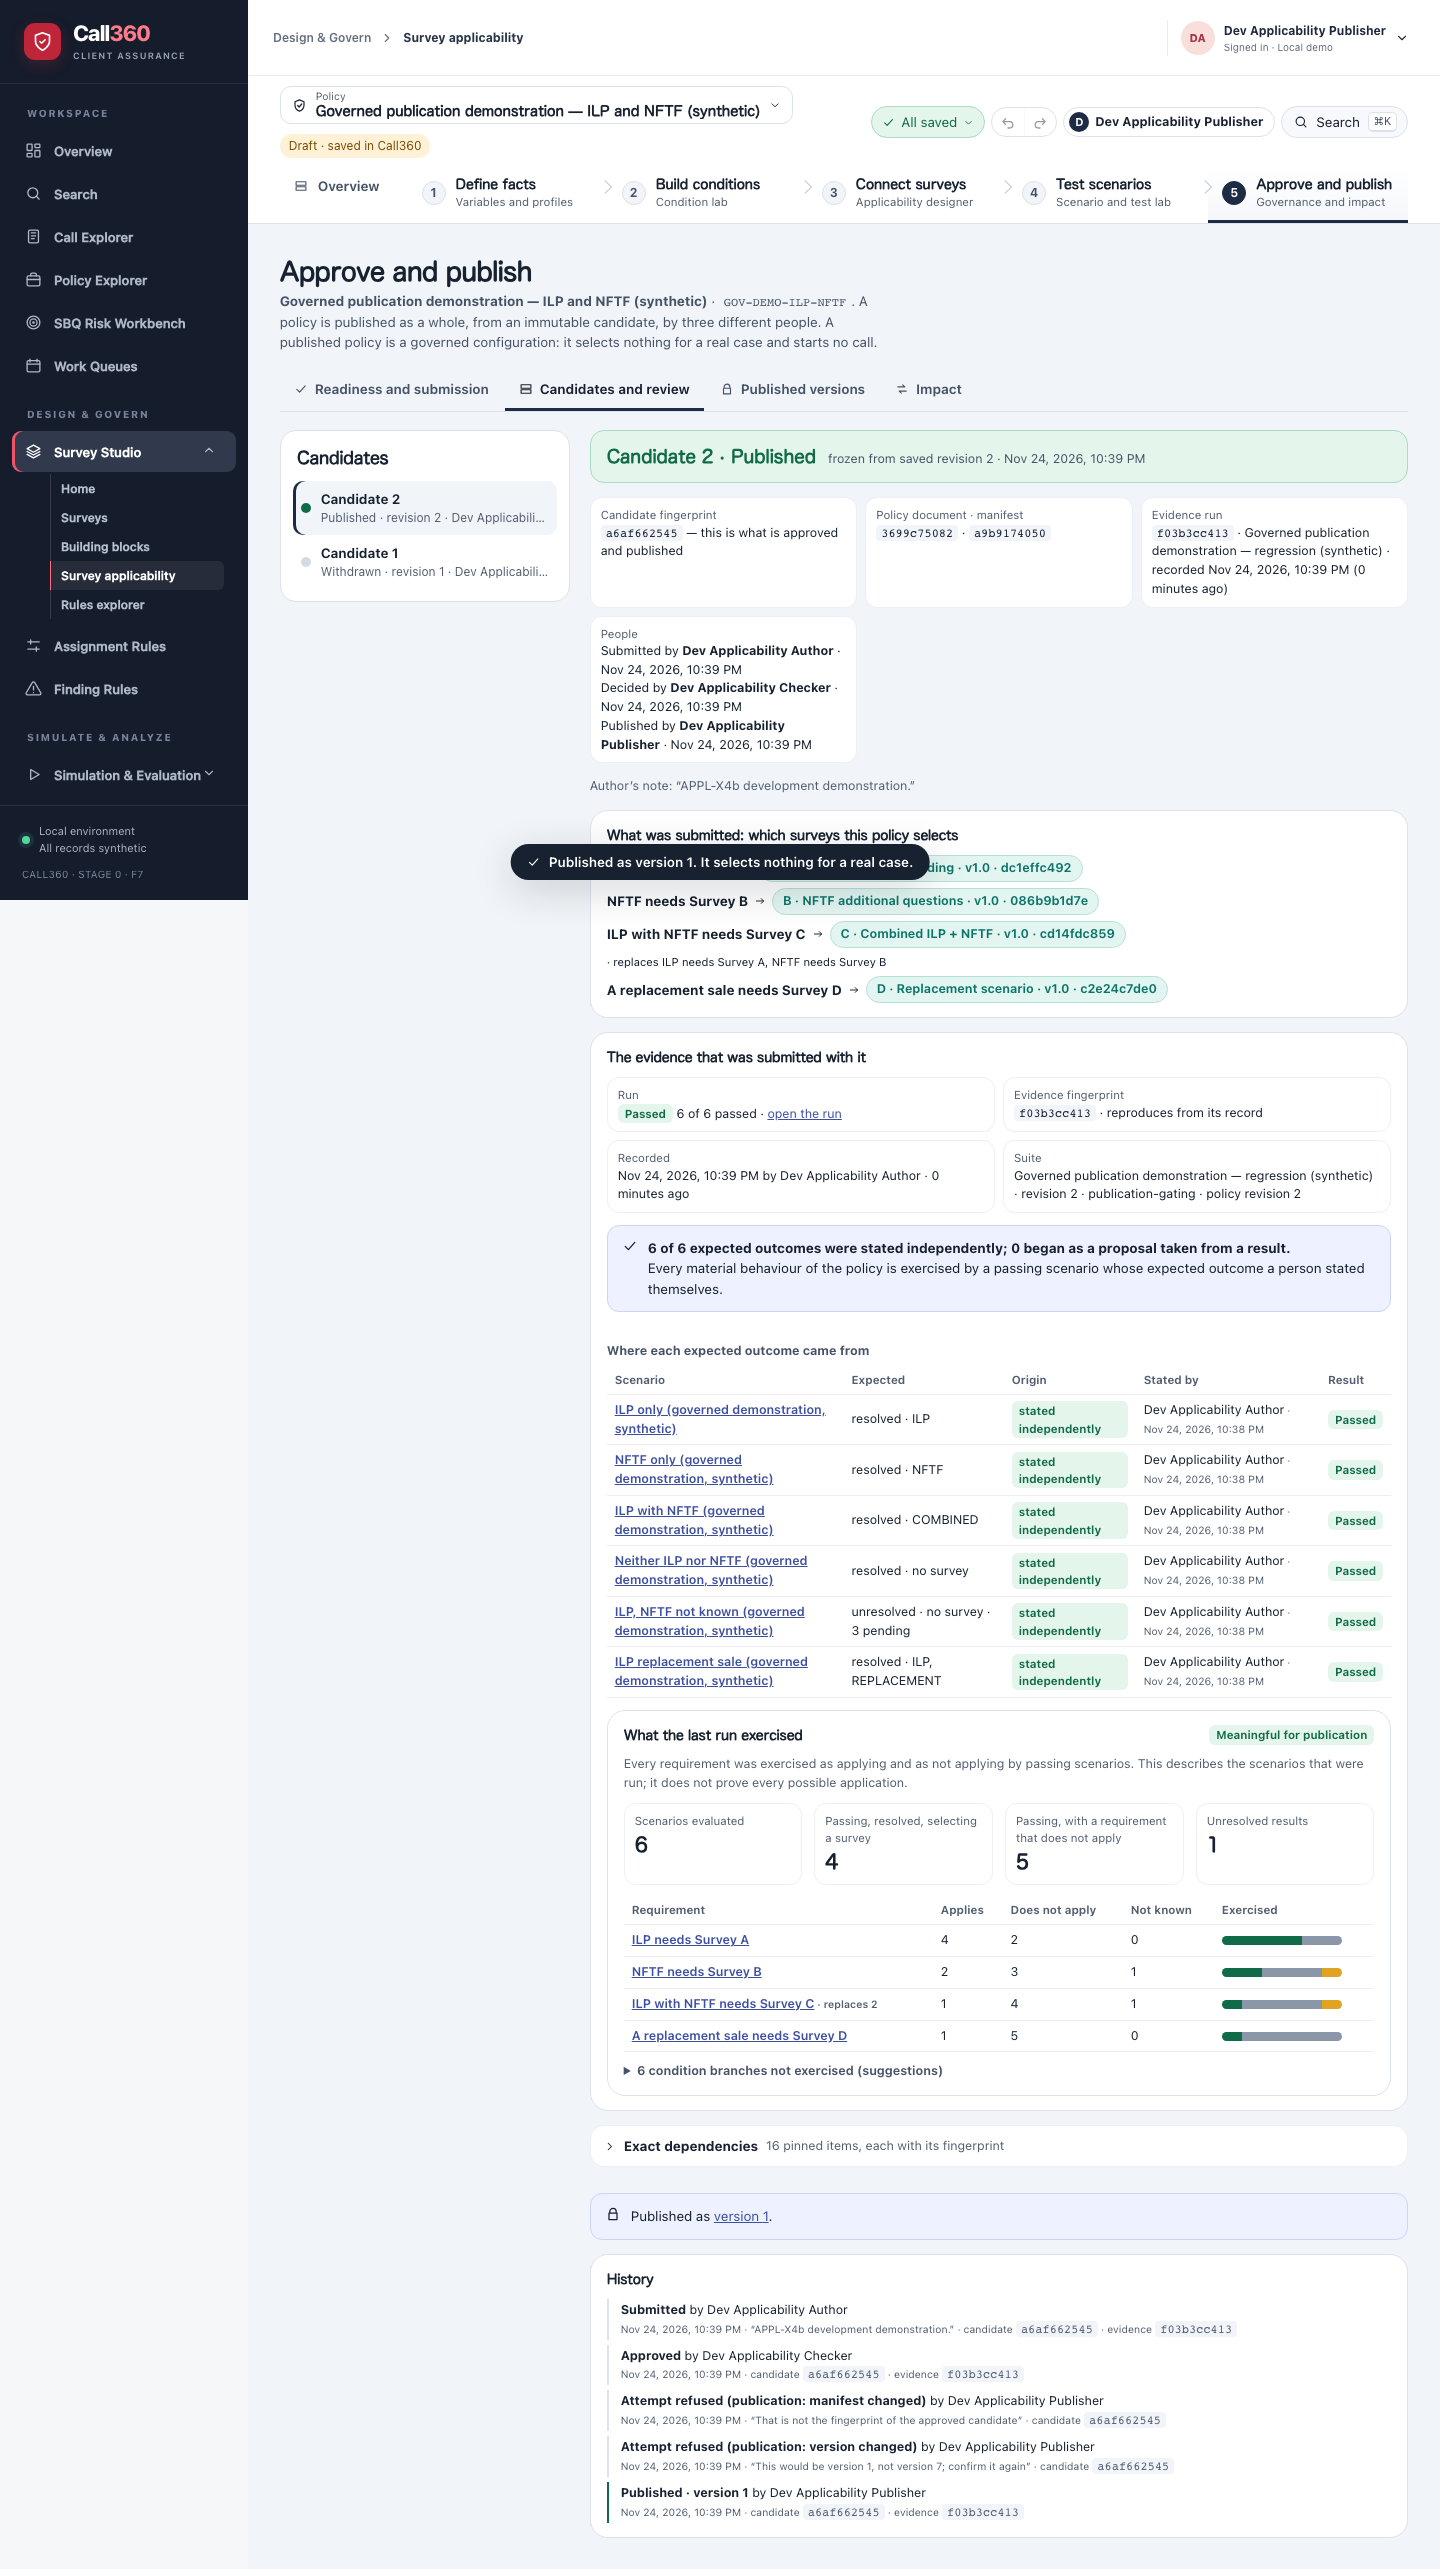 Call360
CLIENT ASSURANCE
WORKSPACE
Overview
Search
Call Explorer
Policy Explorer
SBQ Risk Workbench
Work Queues
DESIGN & GOVERN
Survey Studio
Home
Surveys
Building blocks
Survey applicability
Rules explorer
Assignment Rules
Finding Rules
SIMULATE & ANALYZE
Simulation & Evaluation
Local environment
All records synthetic
CALL360 · STAGE 0 · F7
Design & Govern
Survey applicability
DA
Dev Applicability Publisher
Signed in · Local demo
Policy
Governed publication demonstration — ILP and NFTF (synthetic)
Draft · saved in Call360
All saved
D Dev Applicability Publisher
Search ⌘K
Overview
1 Define facts
Variables and profiles
2 Build conditions
Condition lab
3 Connect surveys
Applicability designer
4 Test scenarios
Scenario and test lab
5 Approve and publish
Governance and impact
Approve and publish
Governed publication demonstration — ILP and NFTF (synthetic) · GOV-DEMO-ILP-NFTF . A
policy is published as a whole, from an immutable candidate, by three different people. A
published policy is a governed configuration: it selects nothing for a real case and starts no call.
Readiness and submission
Candidates and review
Published versions
Impact
Candidates
Candidate 2
Published · revision 2 · Dev Applicabili…
Candidate 1
Withdrawn · revision 1 · Dev Applicabili…
Candidate 2 · Published frozen from saved revision 2 · Nov 24, 2026, 10:39 PM
Candidate fingerprint
a6af662545 — this is what is approved
and published
Policy document · manifest
3699c75082 · a9b9174050
Evidence run
f03b3cc413 · Governed publication
demonstration — regression (synthetic) ·
recorded Nov 24, 2026, 10:39 PM (0
minutes ago)
People
Submitted by Dev Applicability Author ·
Nov 24, 2026, 10:39 PM
Decided by Dev Applicability Checker ·
Nov 24, 2026, 10:39 PM
Published by Dev Applicability
Publisher · Nov 24, 2026, 10:39 PM
Author's note: “APPL-X4b development demonstration.”
What was submitted: which surveys this policy selects
Published as version 1. It selects nothing for a real case.
ding · v1.0 · dc1effc492
NFTF needs Survey B → B · NFTF additional questions · v1.0 · 086b9b1d7e
ILP with NFTF needs Survey C → C · Combined ILP + NFTF · v1.0 · cd14fdc859
· replaces ILP needs Survey A, NFTF needs Survey B
A replacement sale needs Survey D → D · Replacement scenario · v1.0 · c2e24c7de0
The evidence that was submitted with it
Run
Passed 6 of 6 passed · open the run
Evidence fingerprint
f03b3cc413 · reproduces from its record
Recorded
Nov 24, 2026, 10:39 PM by Dev Applicability Author · 0
minutes ago
Suite
Governed publication demonstration — regression (synthetic)
· revision 2 · publication-gating · policy revision 2
6 of 6 expected outcomes were stated independently; 0 began as a proposal taken from a result.
Every material behaviour of the policy is exercised by a passing scenario whose expected outcome a person stated
themselves.
Where each expected outcome came from
Scenario Expected Origin Stated by Result
ILP only (governed demonstration,
synthetic)
resolved · ILP
stated
independently
Dev Applicability Author ·
Nov 24, 2026, 10:38 PM
Passed
NFTF only (governed
demonstration, synthetic)
resolved · NFTF
stated
independently
Dev Applicability Author ·
Nov 24, 2026, 10:38 PM
Passed
ILP with NFTF (governed
demonstration, synthetic)
resolved · COMBINED
stated
independently
Dev Applicability Author ·
Nov 24, 2026, 10:38 PM
Passed
Neither ILP nor NFTF (governed
demonstration, synthetic)
resolved · no survey
stated
independently
Dev Applicability Author ·
Nov 24, 2026, 10:38 PM
Passed
ILP, NFTF not known (governed
demonstration, synthetic)
unresolved · no survey ·
3 pending
stated
independently
Dev Applicability Author ·
Nov 24, 2026, 10:38 PM
Passed
ILP replacement sale (governed
demonstration, synthetic)
resolved · ILP,
REPLACEMENT
stated
independently
Dev Applicability Author ·
Nov 24, 2026, 10:38 PM
Passed
What the last run exercised
Meaningful for publication
Every requirement was exercised as applying and as not applying by passing scenarios. This describes the scenarios that were
run; it does not prove every possible application.
Scenarios evaluated
6
Passing, resolved, selecting
a survey
4
Passing, with a requirement
that does not apply
5
Unresolved results
1
Requirement Applies Does not apply Not known Exercised
ILP needs Survey A 4 2 0
NFTF needs Survey B 2 3 1
ILP with NFTF needs Survey C · replaces 2 1 4 1
A replacement sale needs Survey D 1 5 0
6 condition branches not exercised (suggestions)
Exact dependencies 16 pinned items, each with its fingerprint
Published as version 1.
History
Submitted by Dev Applicability Author
Nov 24, 2026, 10:39 PM · “APPL-X4b development demonstration.” · candidate a6af662545 · evidence f03b3cc413
Approved by Dev Applicability Checker
Nov 24, 2026, 10:39 PM · candidate a6af662545 · evidence f03b3cc413
Attempt refused (publication: manifest changed) by Dev Applicability Publisher
Nov 24, 2026, 10:39 PM · “That is not the fingerprint of the approved candidate” · candidate a6af662545
Attempt refused (publication: version changed) by Dev Applicability Publisher
Nov 24, 2026, 10:39 PM · “This would be version 1, not version 7; confirm it again” · candidate a6af662545
Published · version 1 by Dev Applicability Publisher
Nov 24, 2026, 10:39 PM · candidate a6af662545 · evidence f03b3cc413